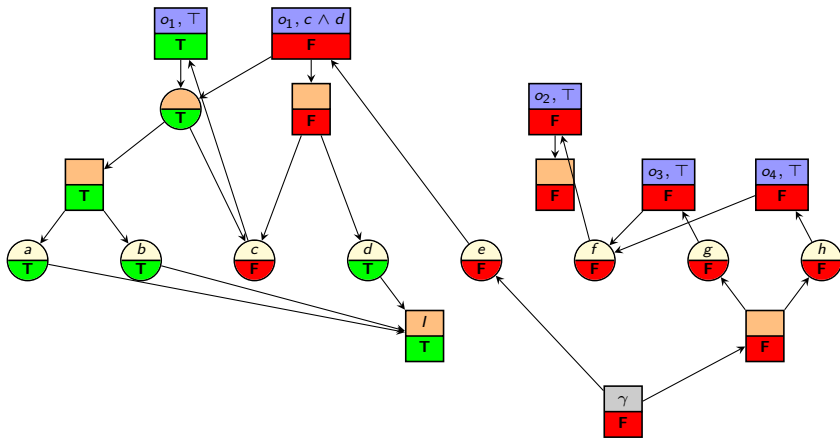 o₁, ⊤
T
o₁, c ∧ d
F
T
F
o₂, ⊤
F
T
F
o₃, ⊤
F
o₄, ⊤
F
a
T
b
T
c
F
d
T
e
F
f
F
g
F
h
F
I
T
F
γ
F